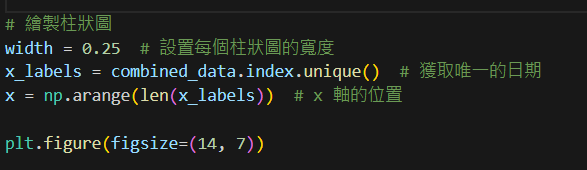 # 繪製柱狀圖
width = 0.25  # 設置每個柱狀圖的寬度
x_labels = combined_data.index.unique()  # 獲取唯一的日期
x = np.arange(len(x_labels))  # x 軸的位置
plt.figure(figsize=(14, 7))